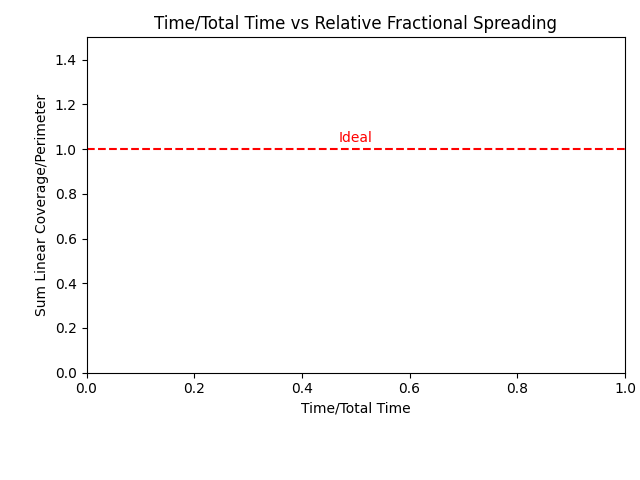 Time/Total Time vs Relative Fractional Spreading
1.4
1.2
Ideal
1.0
0.8
0.6
0.4
0.2
0.0
Sum Linear Coverage/Perimeter
0.0 0.2 0.4 0.6 0.8 1.0
Time/Total Time